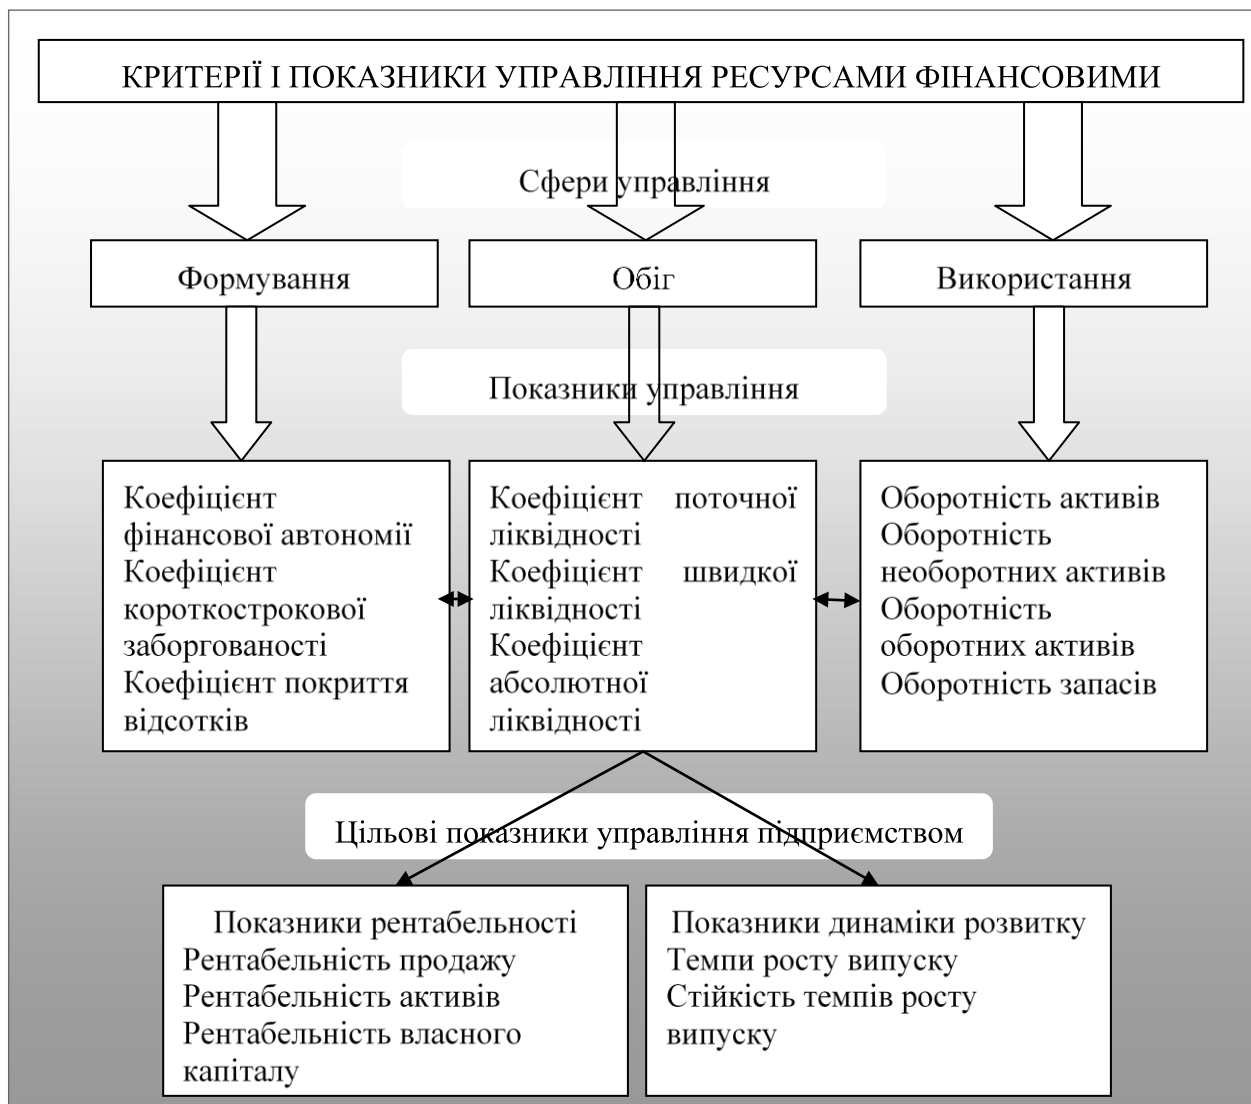 КРИТЕРІЇ І ПОКАЗНИКИ УПРАВЛІННЯ РЕСУРСАМИ ФІНАНСОВИМИ
Сфери управління
Формування
Обіг
Використання
Показники управління
Коефіцієнт
фінансової автономії
Коефіцієнт
короткострокової
заборгованості
Коефіцієнт покриття
відсотків
Коефіцієнт поточної
ліквідності
Коефіцієнт швидкої
ліквідності
Коефіцієнт
абсолютної
ліквідності
Оборотність активів
Оборотність
необоротних активів
Оборотність
оборотних активів
Оборотність запасів
Цільові показники управління підприємством
Показники рентабельності
Рентабельність продажу
Рентабельність активів
Рентабельність власного
капіталу
Показники динаміки розвитку
Темпи росту випуску
Стійкість темпів росту
випуску